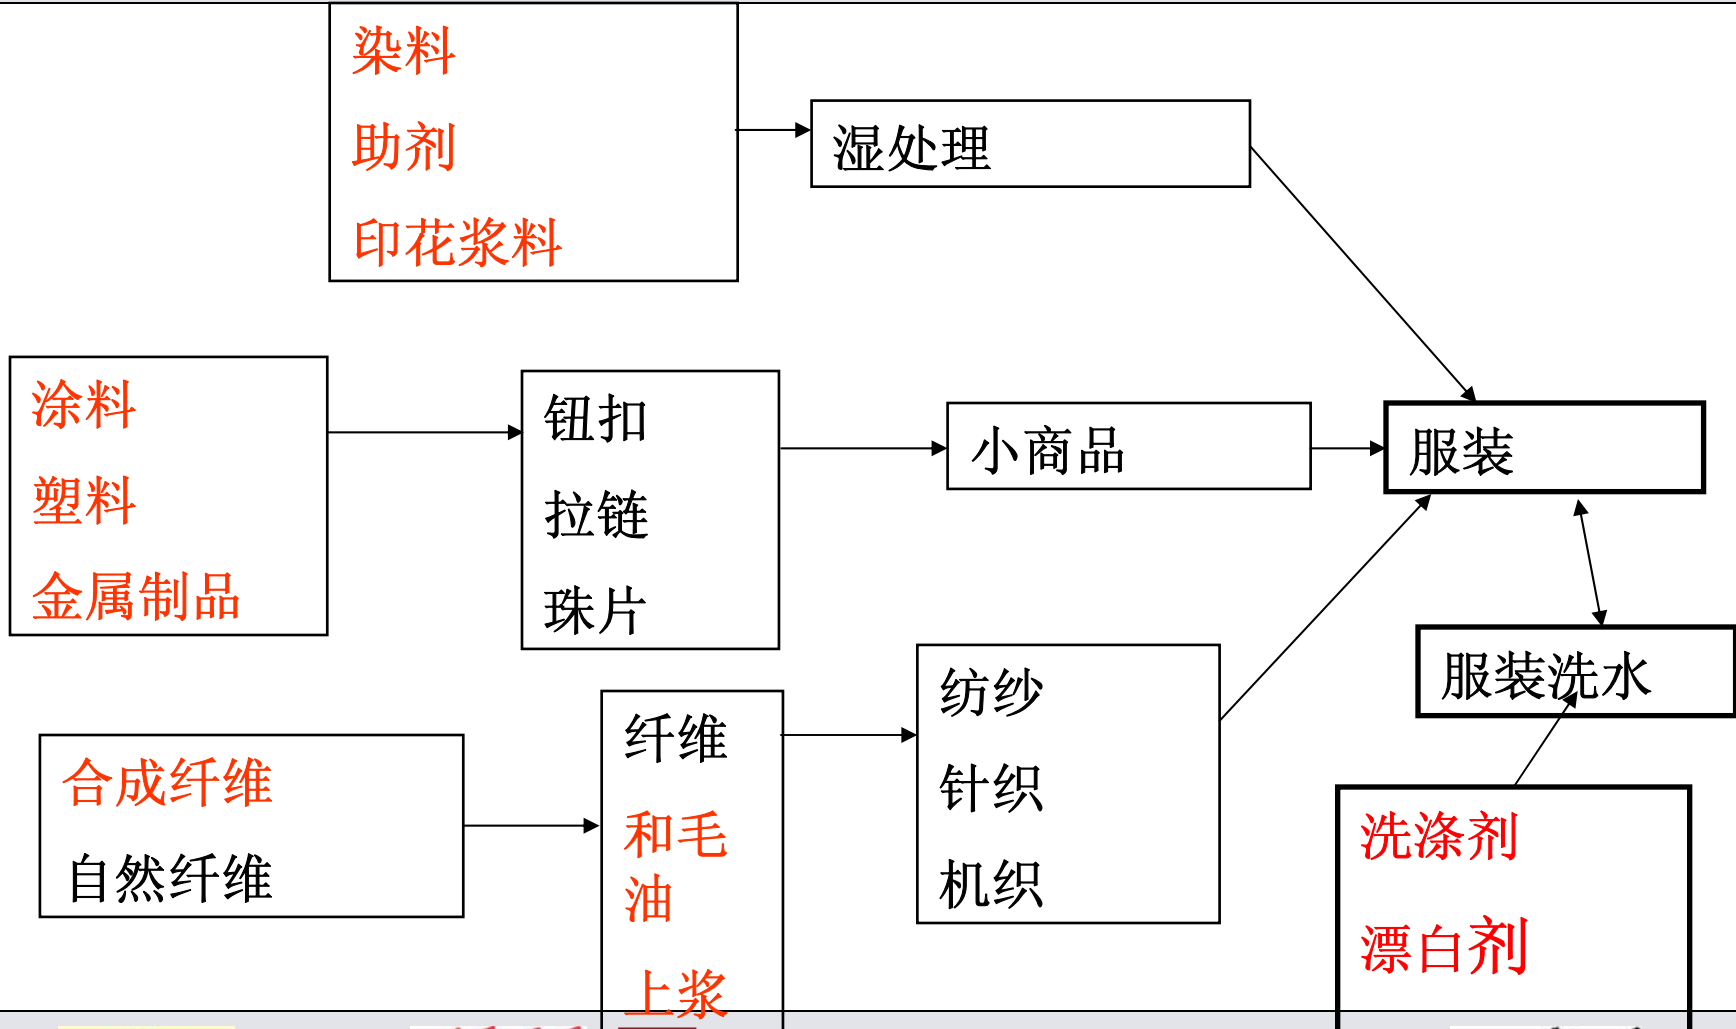 染料
助剂
印花浆料
湿处理
涂料
塑料
金属制品
钮扣
拉链
珠片
小商品
服装
服装洗水
合成纤维
自然纤维
纤维
和毛
油
上浆
纺纱
针织
机织
洗涤剂
漂白剂